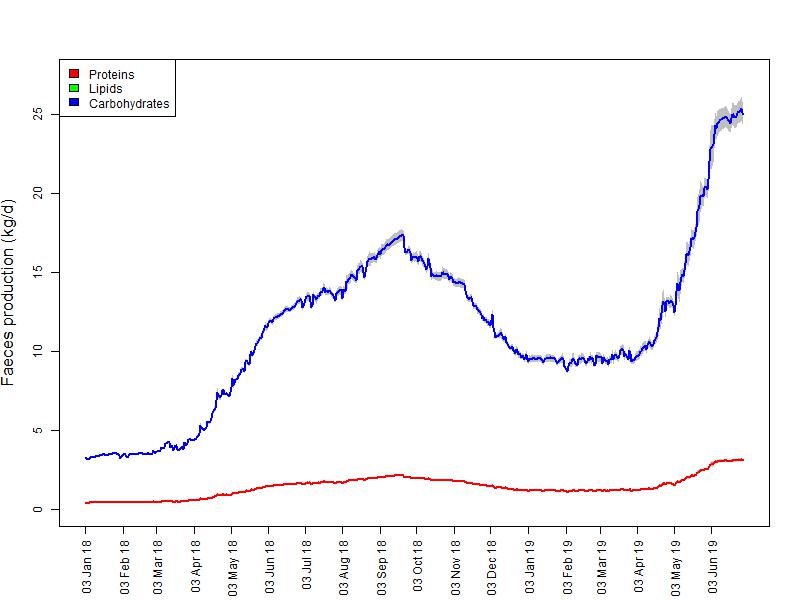 Proteins
Lipids
Carbohydrates
Faeces production (kg/d)
25
20
15
10
5
0
03 Jan 18
03 Feb 18
03 Mar 18
03 Apr 18
03 May 18
03 Jun 18
03 Jul 18
03 Aug 18
03 Sep 18
03 Oct 18
03 Nov 18
03 Dec 18
03 Jan 19
03 Feb 19
03 Mar 19
03 Apr 19
03 May 19
03 Jun 19